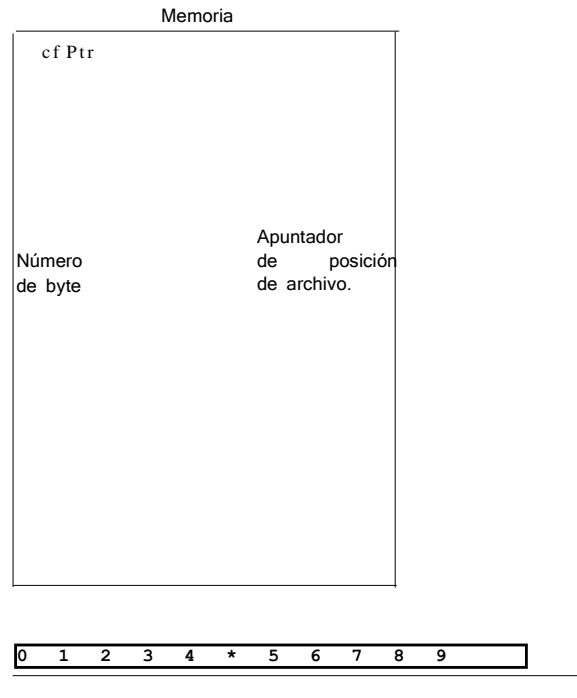 Memoria
cf Ptr
Número
de byte
Apuntador
de posición
de archivo.
0 1 2 3 4 * 5 6 7 8 9